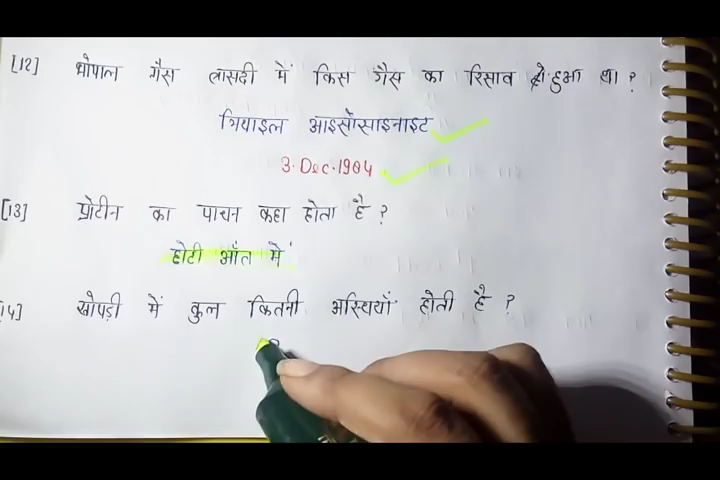 [12] भोपाल गैस त्रासदी में किस गैस का रिसाव हुआ था ?
मिथाइल आइसोसाइनाइट
3. Dec. 1984
[13] प्रोटीन का पाचन कहा होता है ?
छोटी आँत में
[14] खोपड़ी में कुल कितनी अस्थियाँ होती है ?